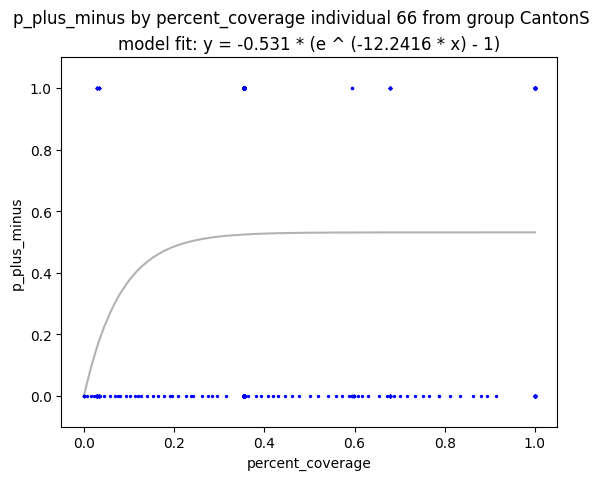 p_plus_minus by percent_coverage individual 66 from group CantonS
model fit: y = -0.531 * (e ^ (-12.2416 * x) - 1)
1.0
0.8
0.6
0.4
0.2
0.0
p_plus_minus
0.0 0.2 0.4 0.6 0.8 1.0
percent_coverage